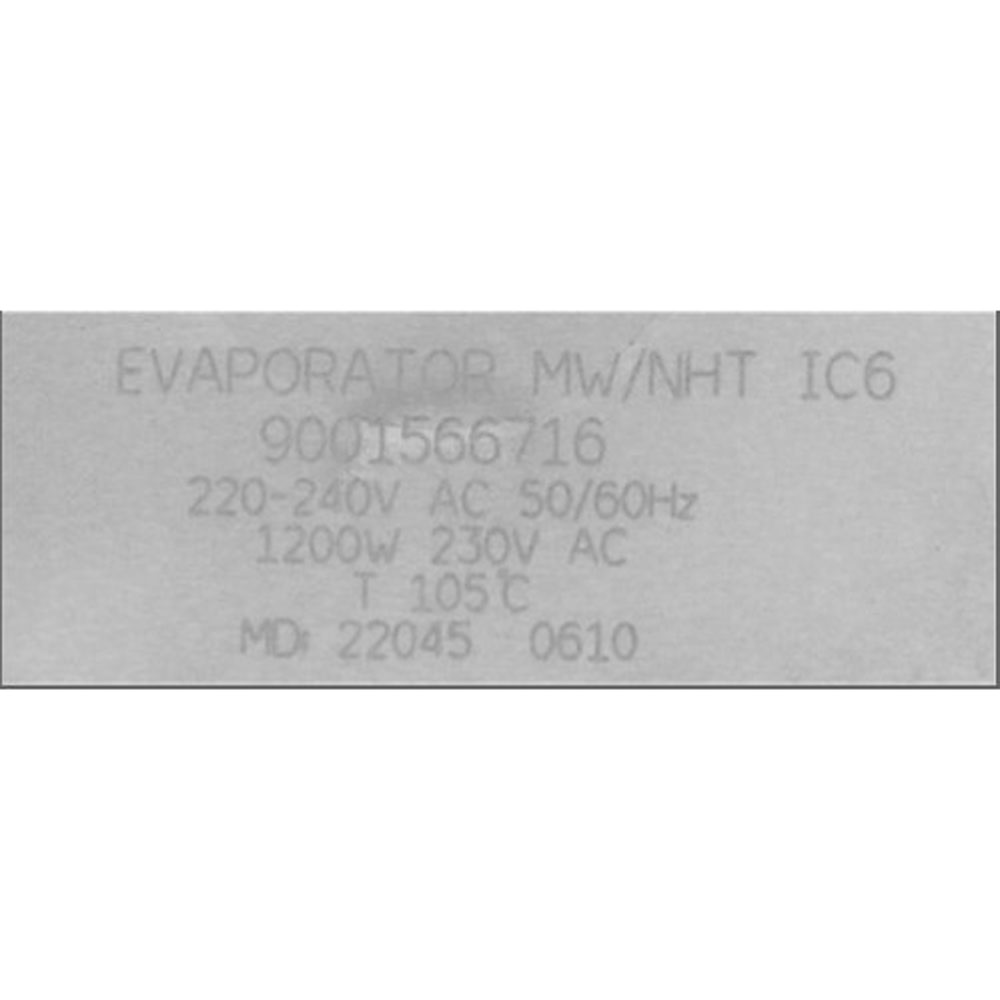 EVAPORATOR MW/NHT IC6
9001566716
220-240V AC 50/60Hz
1200W 230V AC
T 105℃
MD: 22045 0610